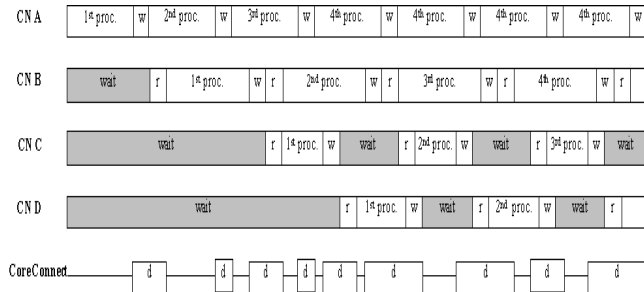 CN A 1st proc. w 2nd proc. w 3rd proc. w 4th proc. w 4th proc. w 4th proc. w 4th proc. w
CN B wait r 1st proc. w r 2nd proc. w r 3rd proc. w r 4th proc. w r
CN C wait r 1st proc. w wait r 2nd proc. w wait r 3rd proc. w wait
CN D wait r 1st proc. w wait r 2nd proc. w wait r
CoreConnect d d d d d d d d d